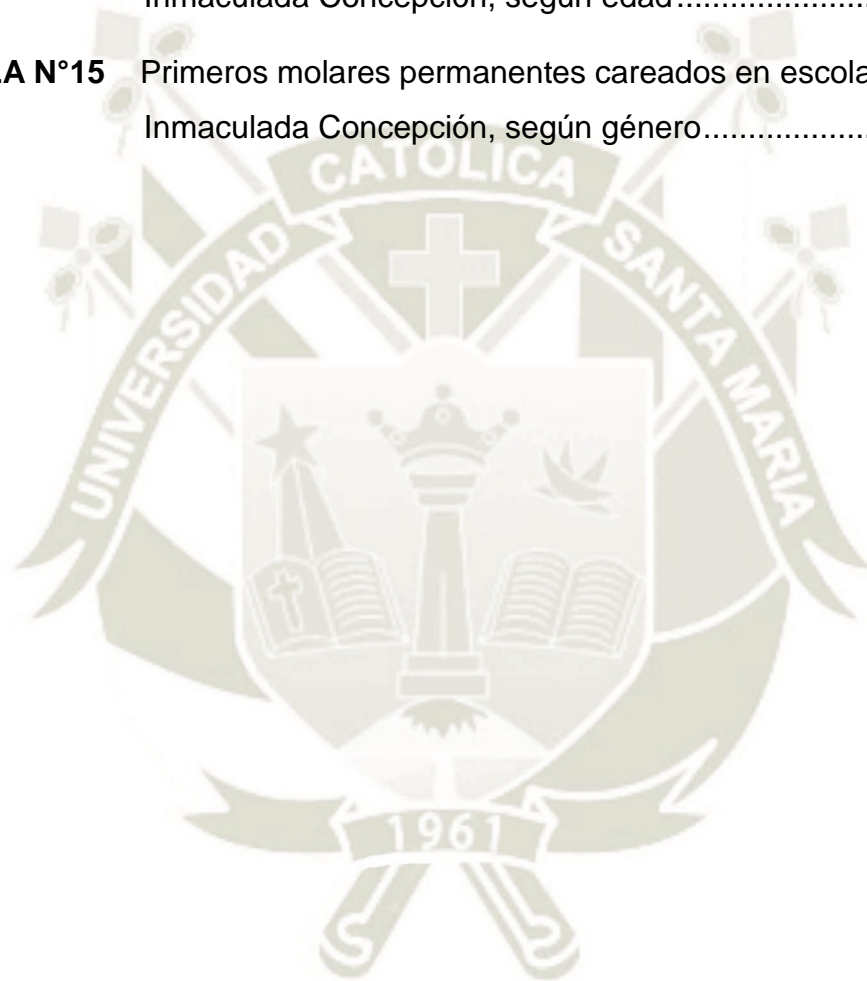 Inmaculada Concepción, según edad......................
LA N°15 Primeros molares permanentes careados en escola
Inmaculada Concepción, según género...................
UNIVERSIDAD CATOLICA SANTA MARIA
1961